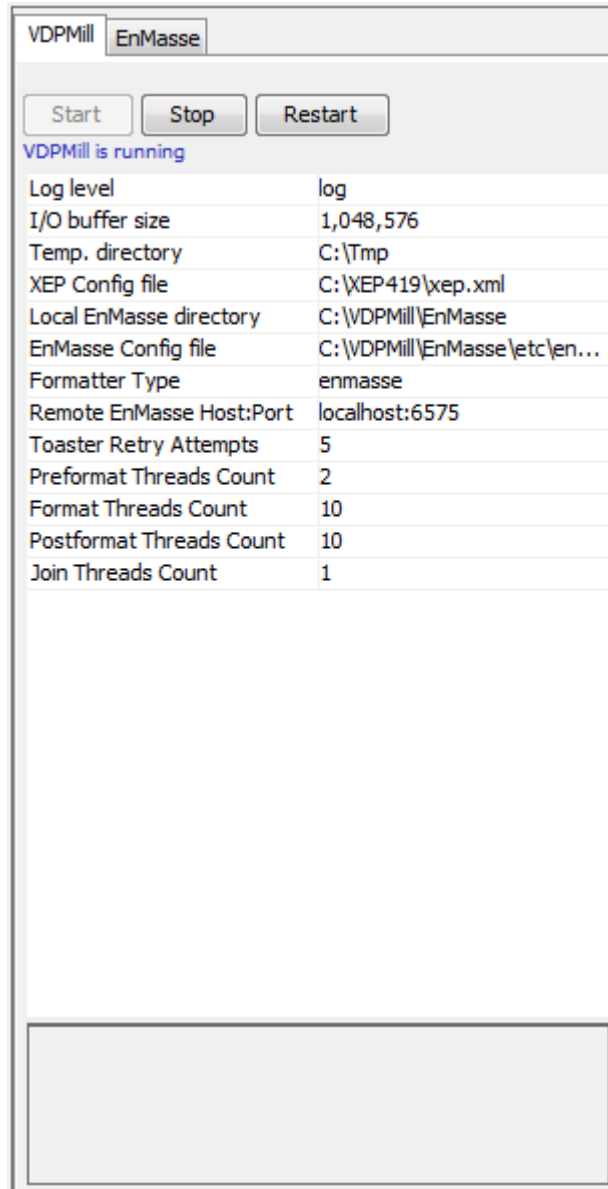 VDPMill EnMasse
Start Stop Restart
VDPMill is running
Log level log
I/O buffer size 1,048,576
Temp. directory C:\Tmp
XEP Config file C:\XEP419\xep.xml
Local EnMasse directory C:\VDPMill\EnMasse
EnMasse Config file C:\VDPMill\EnMasse\etc\en...
Formatter Type enmasse
Remote EnMasse Host:Port localhost:6575
Toaster Retry Attempts 5
Preformat Threads Count 2
Format Threads Count 10
Postformat Threads Count 10
Join Threads Count 1